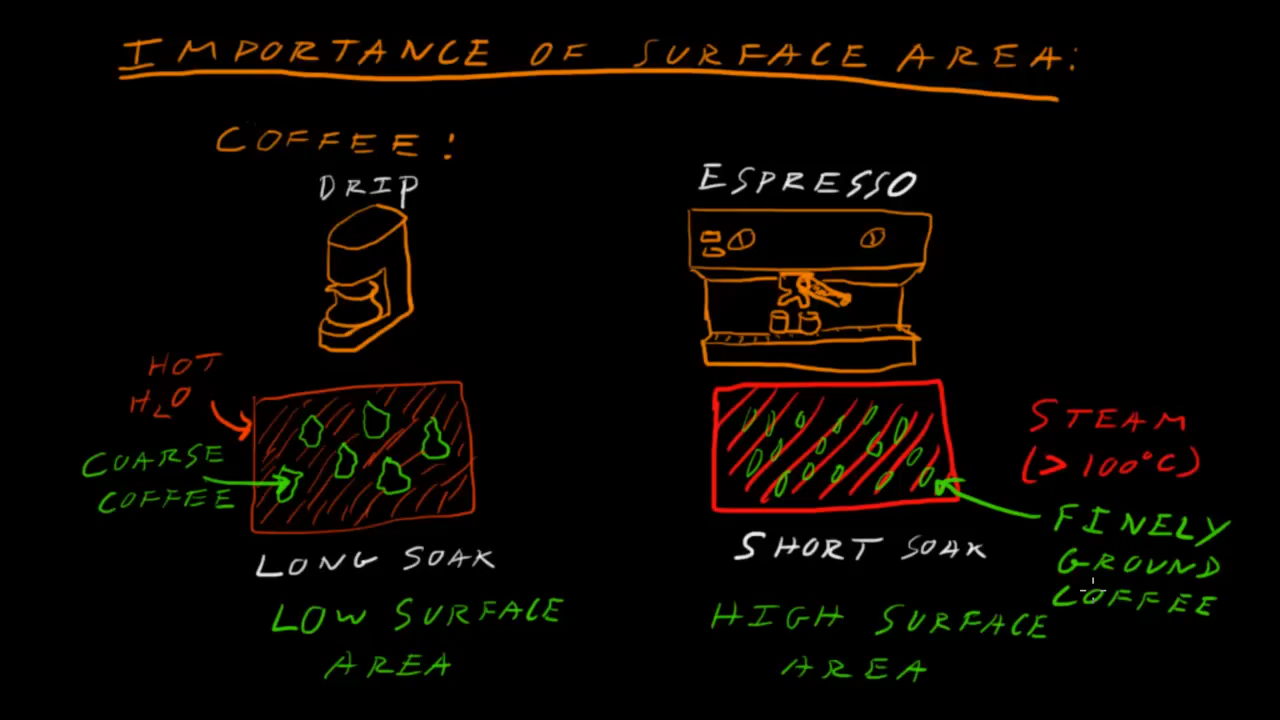 IMPORTANCE OF SURFACE AREA:
COFFEE!
DRIP
HOT
H2O
COARSE
COFFEE
LONG SOAK
LOW SURFACE
AREA
ESPRESSO
STEAM
(>100°C)
FINELY
GROUND
COFFEE
SHORT SOAK
HIGH SURFACE
AREA